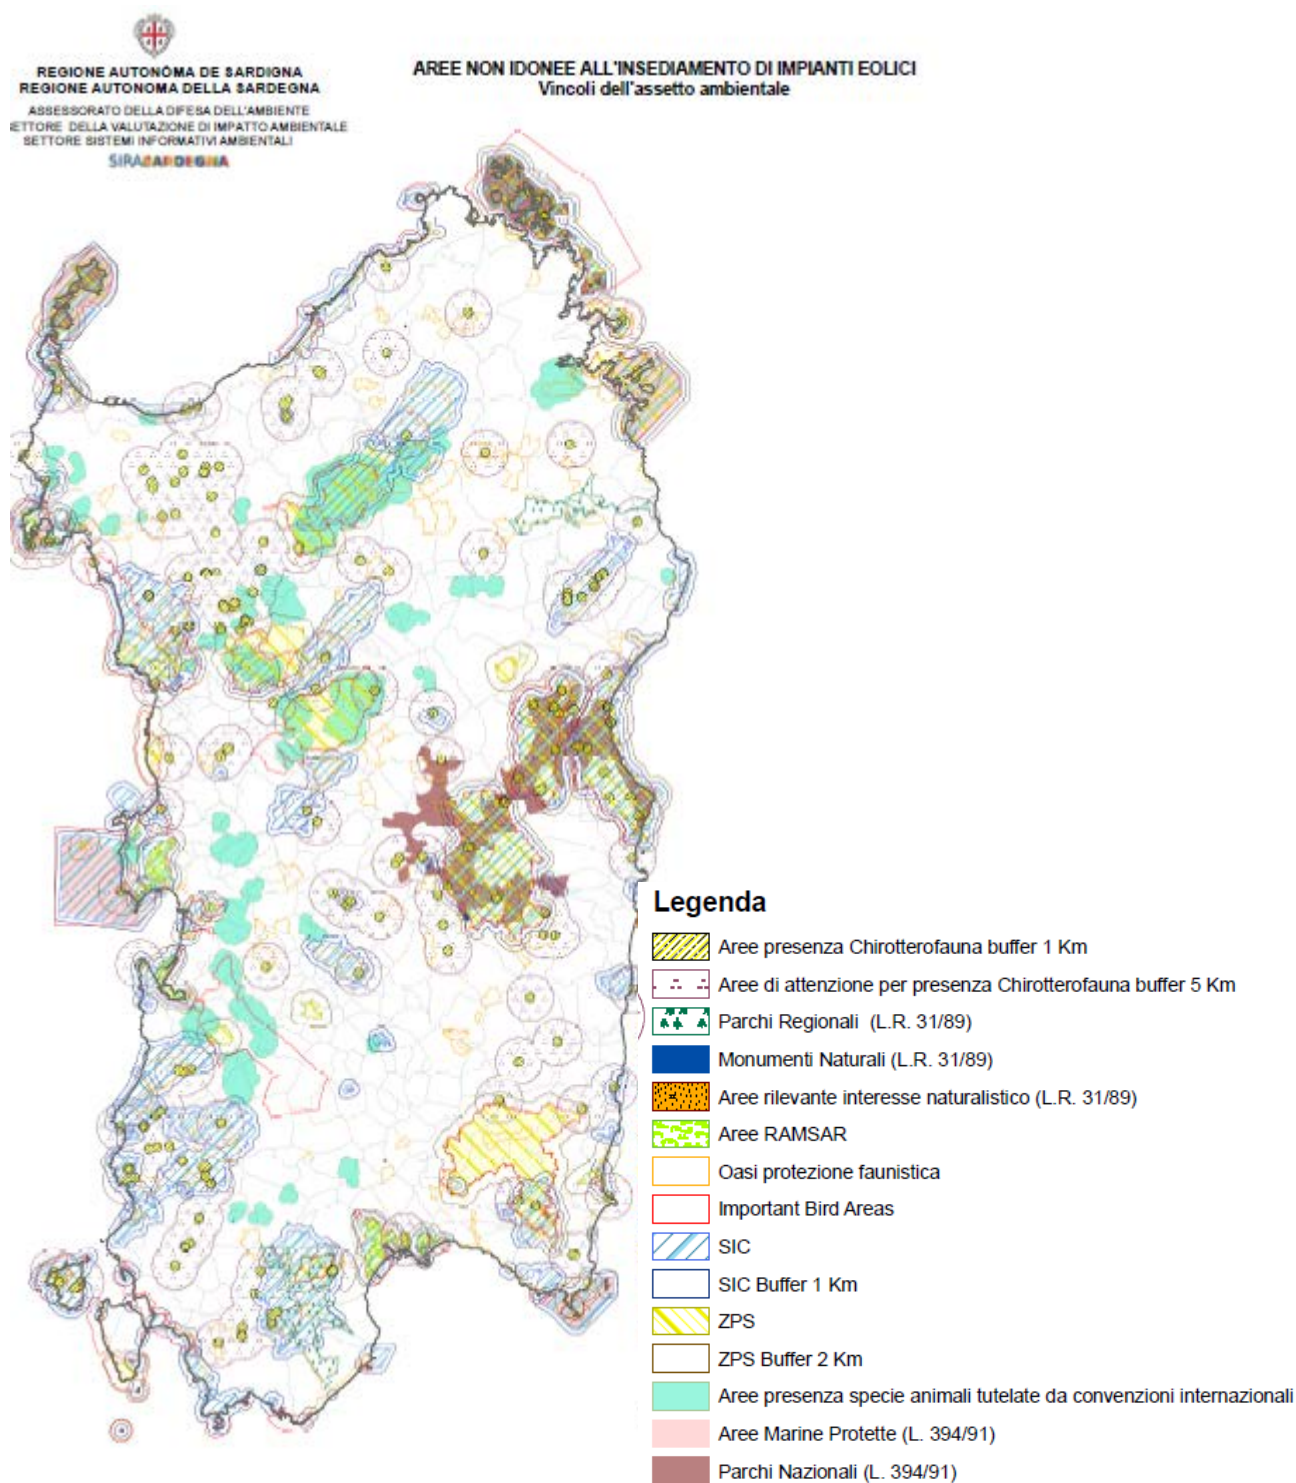 REGIONE AUTONÒMA DE SARDIGNA
REGIONE AUTONOMA DELLA SARDEGNA
ASSESSORATO DELLA DIFESA DELL'AMBIENTE
ETTORE DELLA VALUTAZIONE DI IMPATTO AMBIENTALE
SETTORE SISTEMI INFORMATIVI AMBIENTALI
SIRASARDEGNA
AREE NON IDONEE ALL'INSEDIAMENTO DI IMPIANTI EOLICI
Vincoli dell'assetto ambientale
Legenda
Aree presenza Chirotterofauna buffer 1 Km
Aree di attenzione per presenza Chirotterofauna buffer 5 Km
Parchi Regionali (L.R. 31/89)
Monumenti Naturali (L.R. 31/89)
Aree rilevante interesse naturalistico (L.R. 31/89)
Aree RAMSAR
Oasi protezione faunistica
Important Bird Areas
SIC
SIC Buffer 1 Km
ZPS
ZPS Buffer 2 Km
Aree presenza specie animali tutelate da convenzioni internazionali
Aree Marine Protette (L. 394/91)
Parchi Nazionali (L. 394/91)